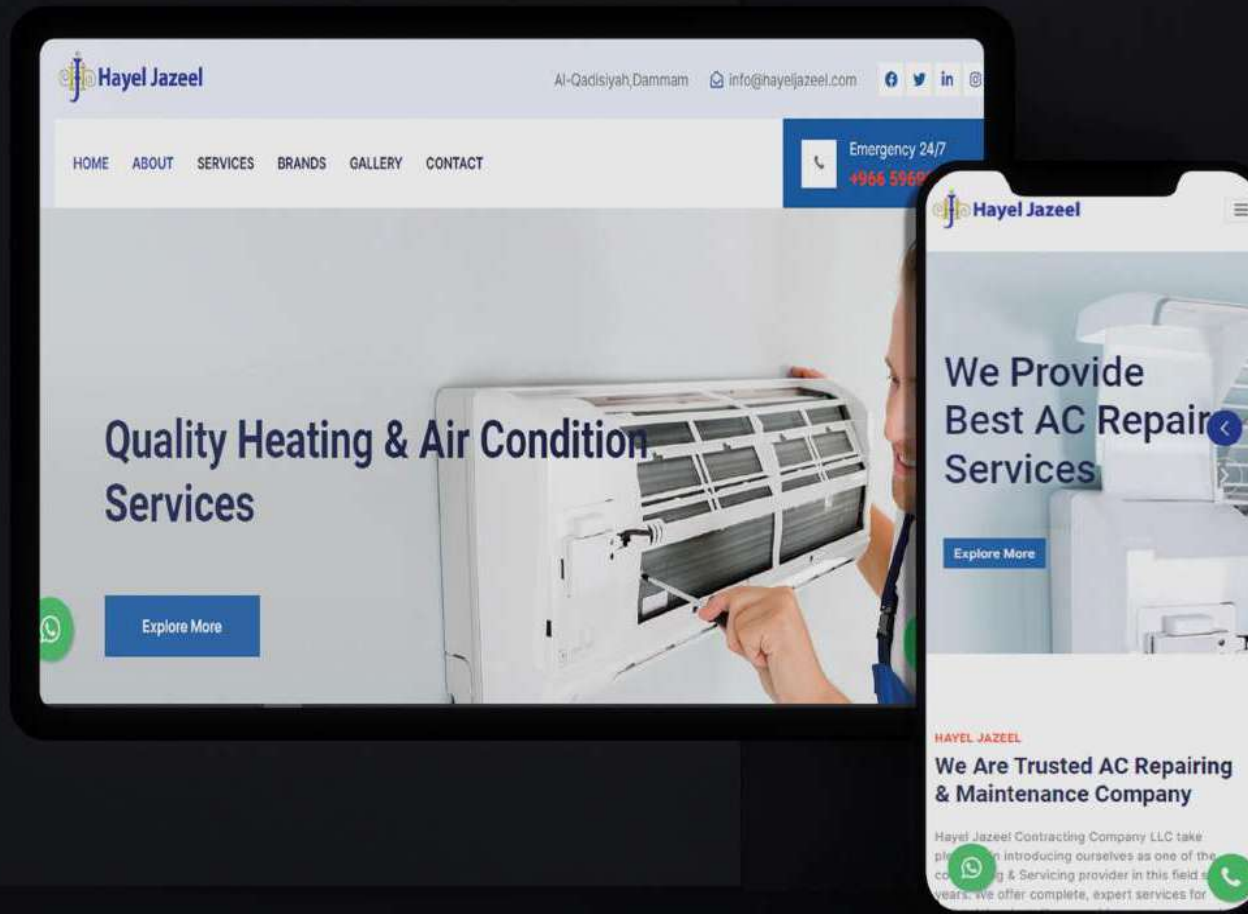 Hayel Jazeel
Al-Qadisiyah,Dammam info@hayeljazeel.com
HOME ABOUT SERVICES BRANDS GALLERY CONTACT
Emergency 24/7
+966
Quality Heating & Air Condition
Services
Explore More
Hayel Jazeel
We Provide
Best AC Repair
Services
Explore More
HAYEL JAZEEL
We Are Trusted AC Repairing
& Maintenance Company
Hayel Jazeel Contracting Company LLC take
in introducing ourselves as one of the
& Servicing provider in this field
years. We offer complete, expert services for